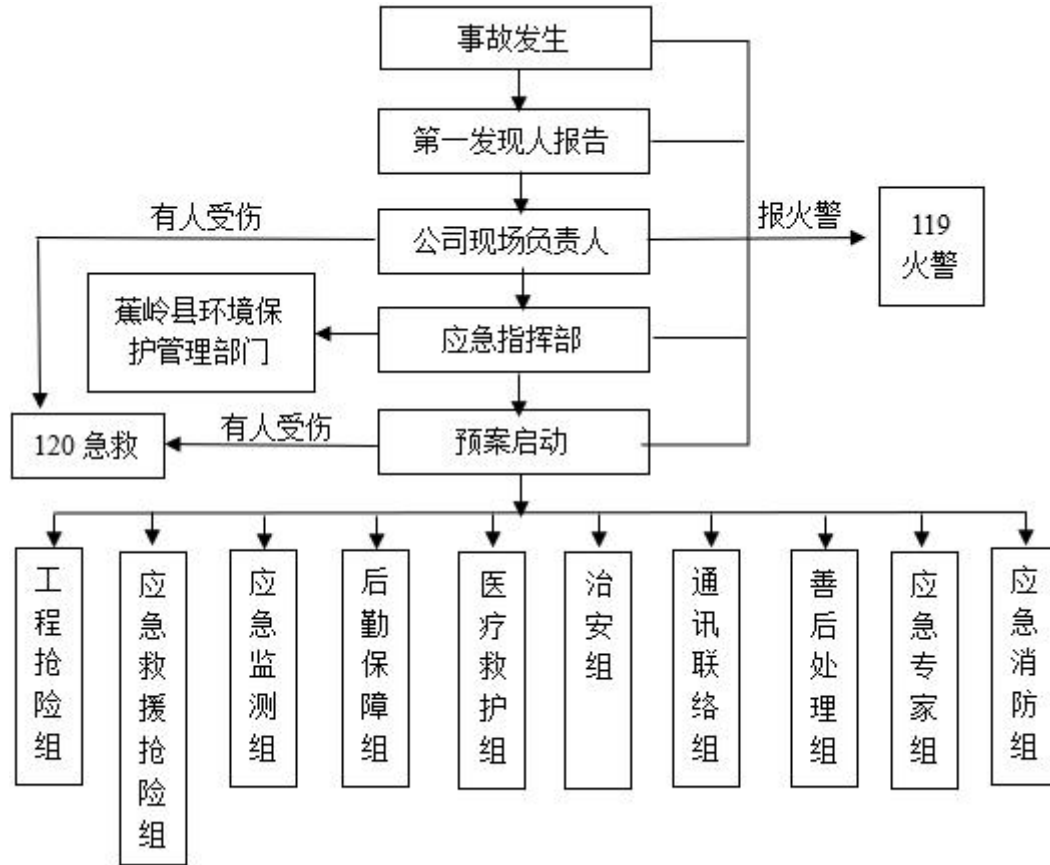 事故发生
第一发现人报告
有人受伤
公司现场负责人
报火警
119
火警
蕉岭县环境保
护管理部门
应急指挥部
120 急救
有人受伤
预案启动
工程抢险组
应急救援抢险组
应急监测组
后勤保障组
医疗救护组
治安组
通讯联络组
善后处理组
应急专家组
应急消防组